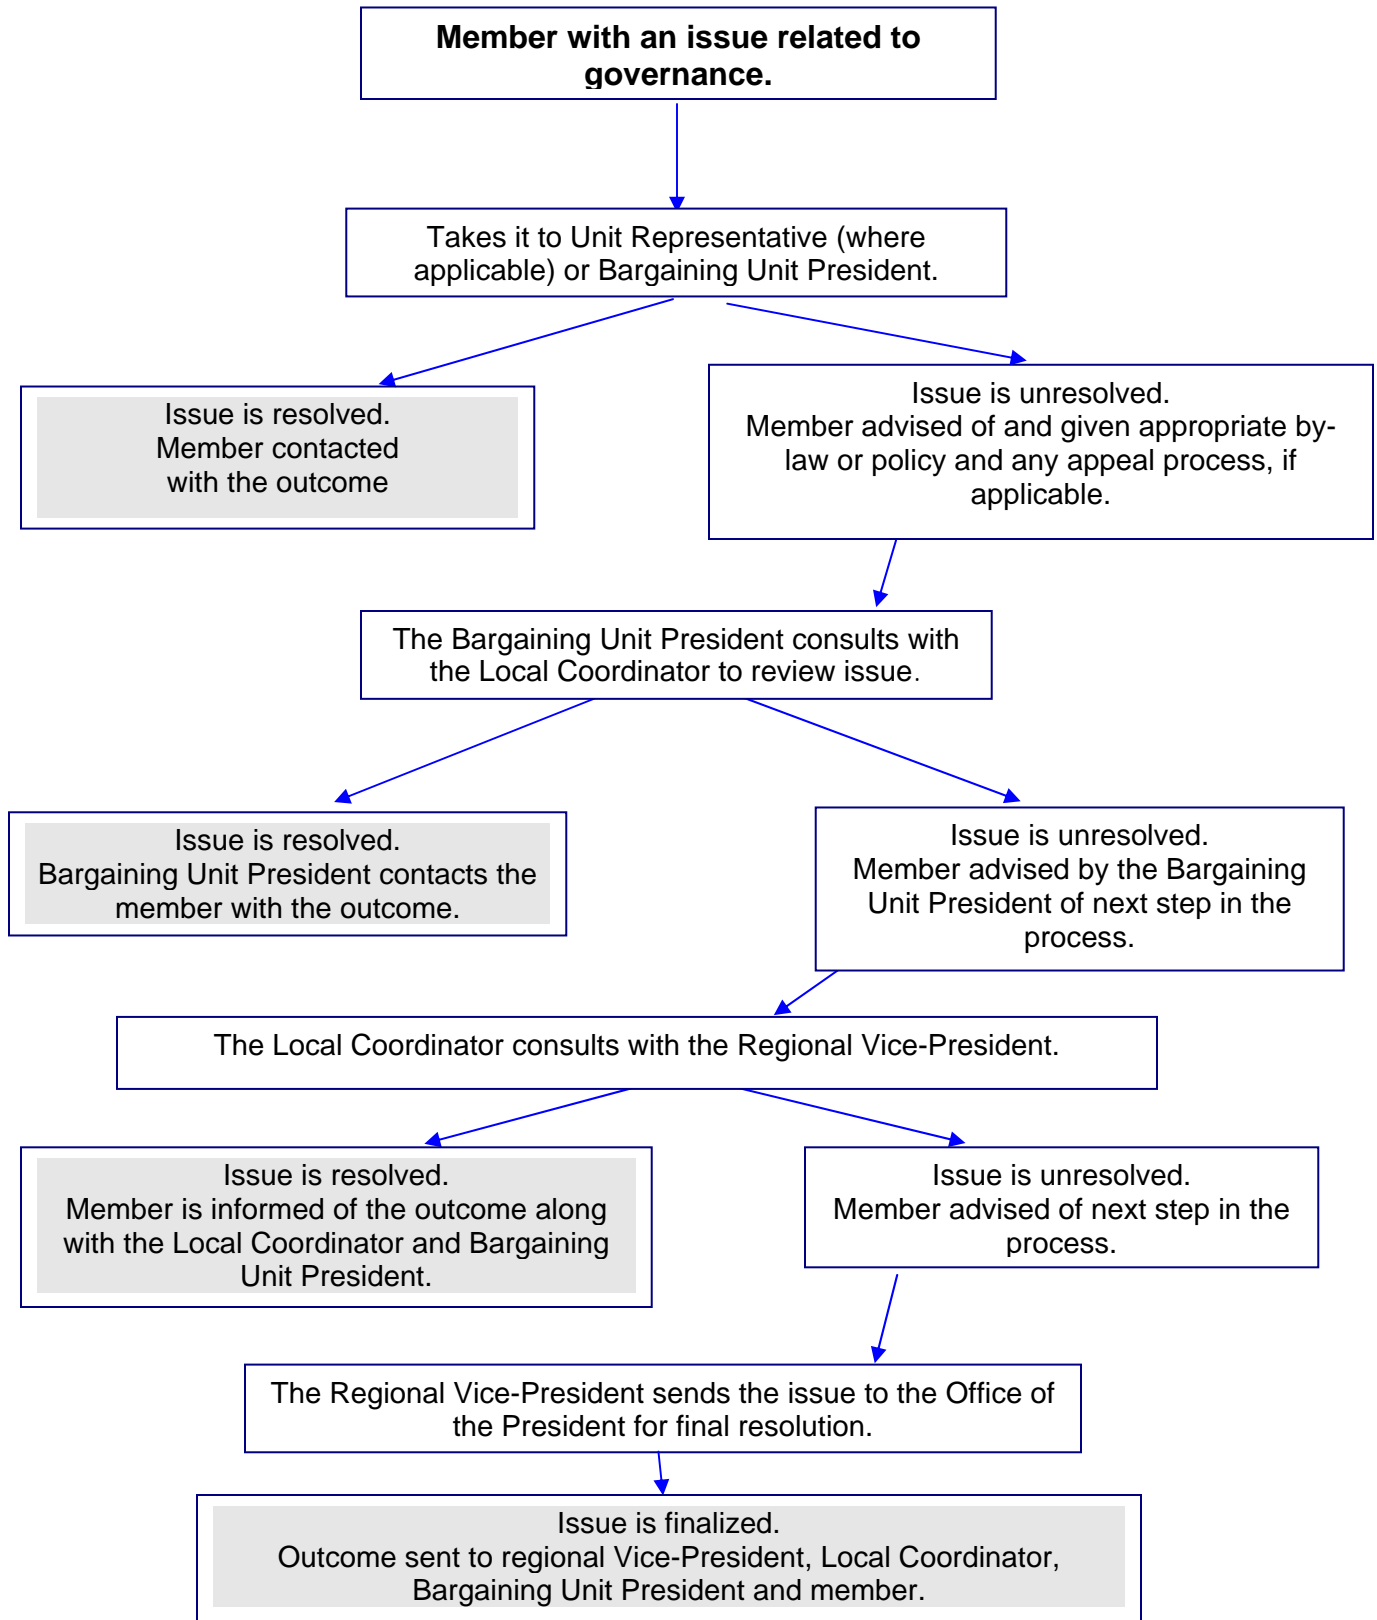 Member with an issue related to
governance.
Takes it to Unit Representative (where
applicable) or Bargaining Unit President.
Issue is resolved.
Member contacted
with the outcome
Issue is unresolved.
Member advised of and given appropriate by-
law or policy and any appeal process, if
applicable.
The Bargaining Unit President consults with
the Local Coordinator to review issue.
Issue is resolved.
Bargaining Unit President contacts the
member with the outcome.
Issue is unresolved.
Member advised by the Bargaining
Unit President of next step in the
process.
The Local Coordinator consults with the Regional Vice-President.
Issue is resolved.
Member is informed of the outcome along
with the Local Coordinator and Bargaining
Unit President.
Issue is unresolved.
Member advised of next step in the
process.
The Regional Vice-President sends the issue to the Office of
the President for final resolution.
Issue is finalized.
Outcome sent to regional Vice-President, Local Coordinator,
Bargaining Unit President and member.